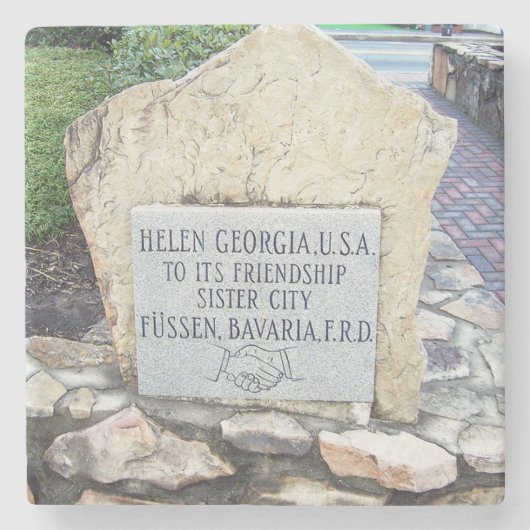 HELEN GEORGIA, U.S.A.
TO ITS FRIENDSHIP
SISTER CITY
FÜSSEN, BAVARIA, F.R.D.